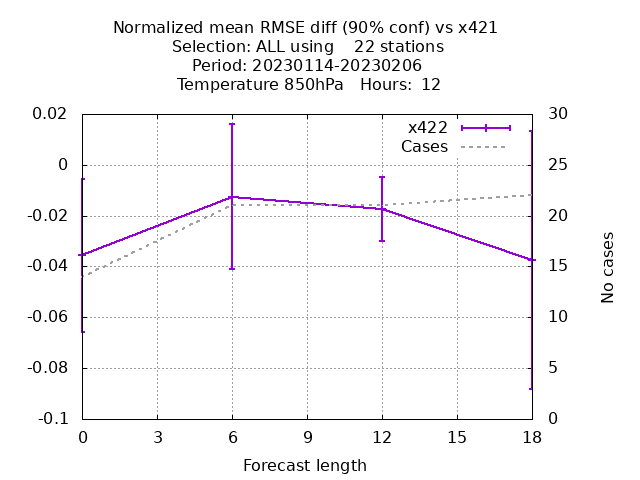 Normalized mean RMSE diff (90% conf) vs x421
Selection: ALL using    22 stations
Period: 20230114-20230206
Temperature 850hPa   Hours:  12
0.02
0
-0.02
-0.04
-0.06
-0.08
-0.1
x422
Cases
30
25
20
15
10
5
0
No cases
0 3 6 9 12 15 18
Forecast length